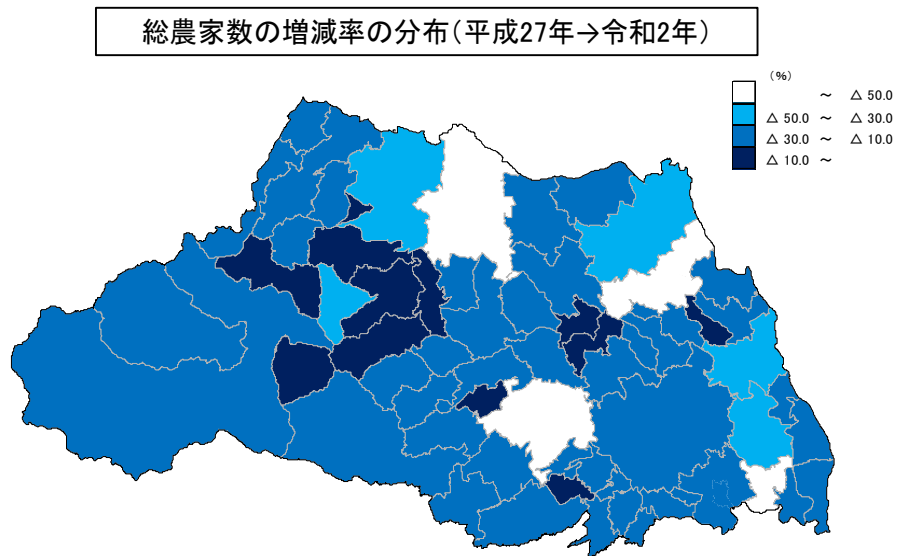 総農家数の増減率の分布（平成27年→令和2年）
（%）
～ △ 50.0
△ 50.0 ～ △ 30.0
△ 30.0 ～ △ 10.0
△ 10.0 ～